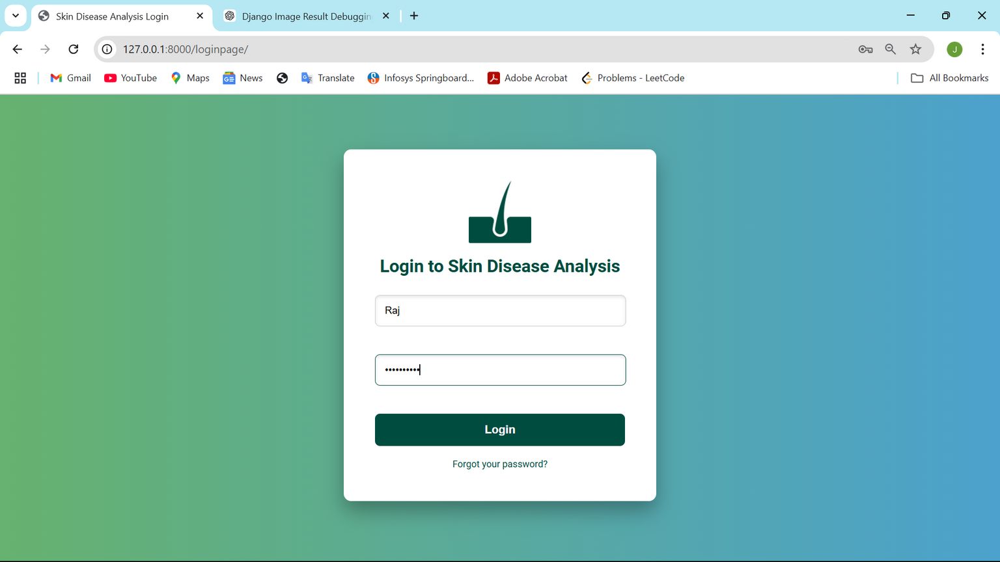 Skin Disease Analysis Login
Django Image Result Debuggin
127.0.0.1:8000/loginpage/
J
Gmail
YouTube
Maps
News
Translate
Infosys Springboard...
Adobe Acrobat
Problems - LeetCode
All Bookmarks
Login to Skin Disease Analysis
Raj
••••••••••
Login
Forgot your password?